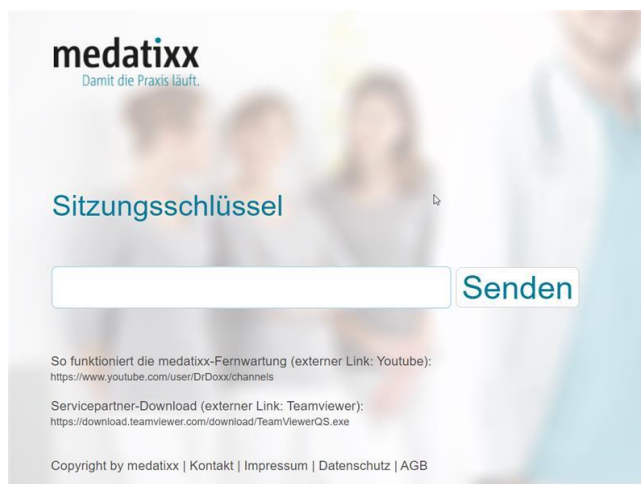 medatixx
Damit die Praxis läuft.
Sitzungsschlüssel
Senden
So funktioniert die medatixx-Fernwartung (externer Link: Youtube):
https://www.youtube.com/user/DrDoxx/channels
Servicepartner-Download (externer Link: Teamviewer):
https://download.teamviewer.com/download/TeamViewerQS.exe
Copyright by medatixx | Kontakt | Impressum | Datenschutz | AGB